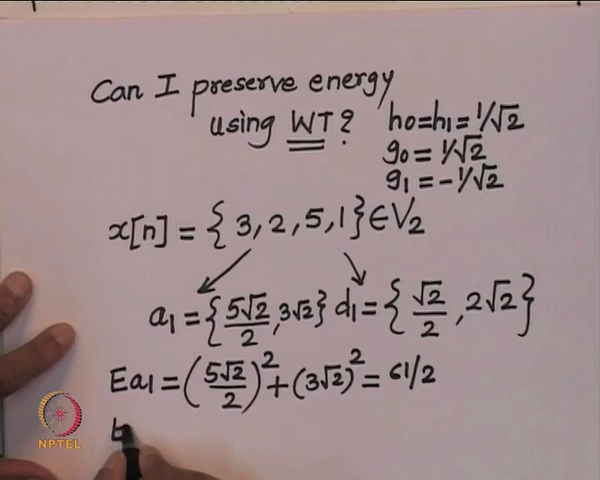 Can I preserve energy
using WT?
h0=h1=1/√2
g0=1/√2
g1=-1/√2
x[n]={3,2,5,1}∈V2
a1={5√2/2,3√2} d1={√2/2,2√2}
Ea1=(5√2/2)²+(3√2)²=61/2
NPTEL